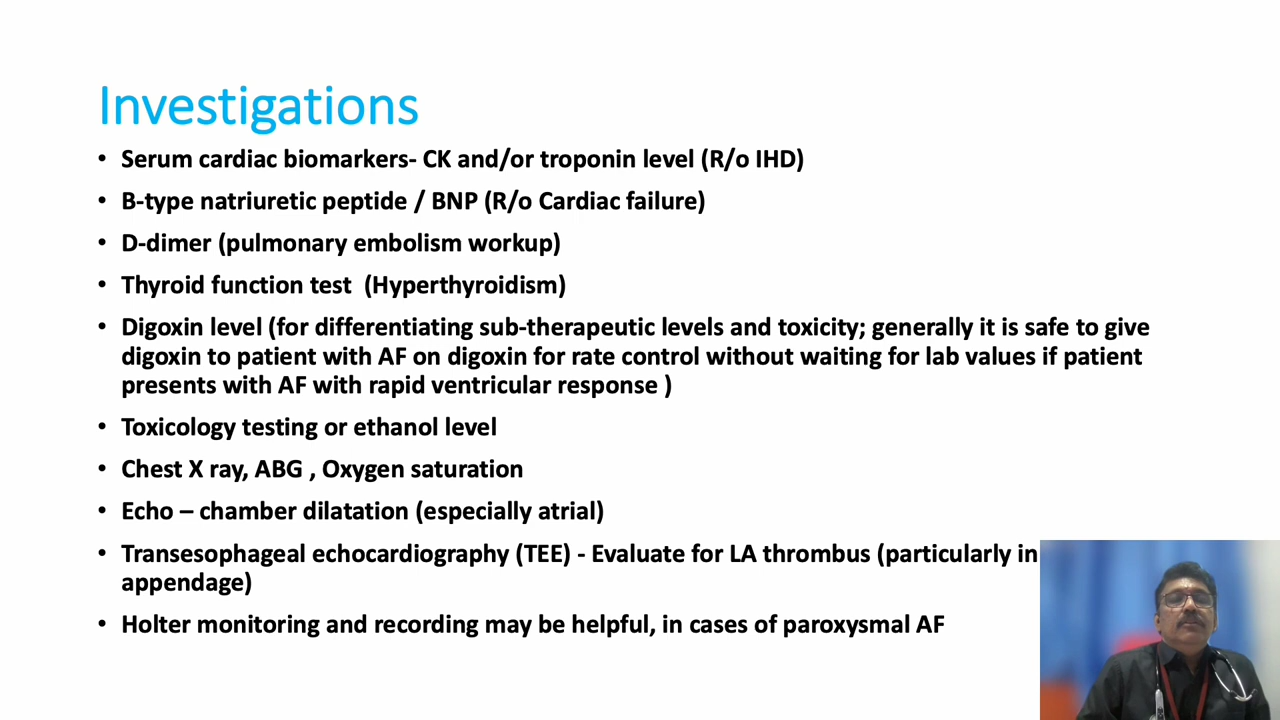 Investigations
• Serum cardiac biomarkers- CK and/or troponin level (R/o IHD)
• B-type natriuretic peptide / BNP (R/o Cardiac failure)
• D-dimer (pulmonary embolism workup)
• Thyroid function test  (Hyperthyroidism)
• Digoxin level (for differentiating sub-therapeutic levels and toxicity; generally it is safe to give
digoxin to patient with AF on digoxin for rate control without waiting for lab values if patient
presents with AF with rapid ventricular response )
• Toxicology testing or ethanol level
• Chest X ray, ABG , Oxygen saturation
• Echo – chamber dilatation (especially atrial)
• Transesophageal echocardiography (TEE) - Evaluate for LA thrombus (particularly in
appendage)
• Holter monitoring and recording may be helpful, in cases of paroxysmal AF